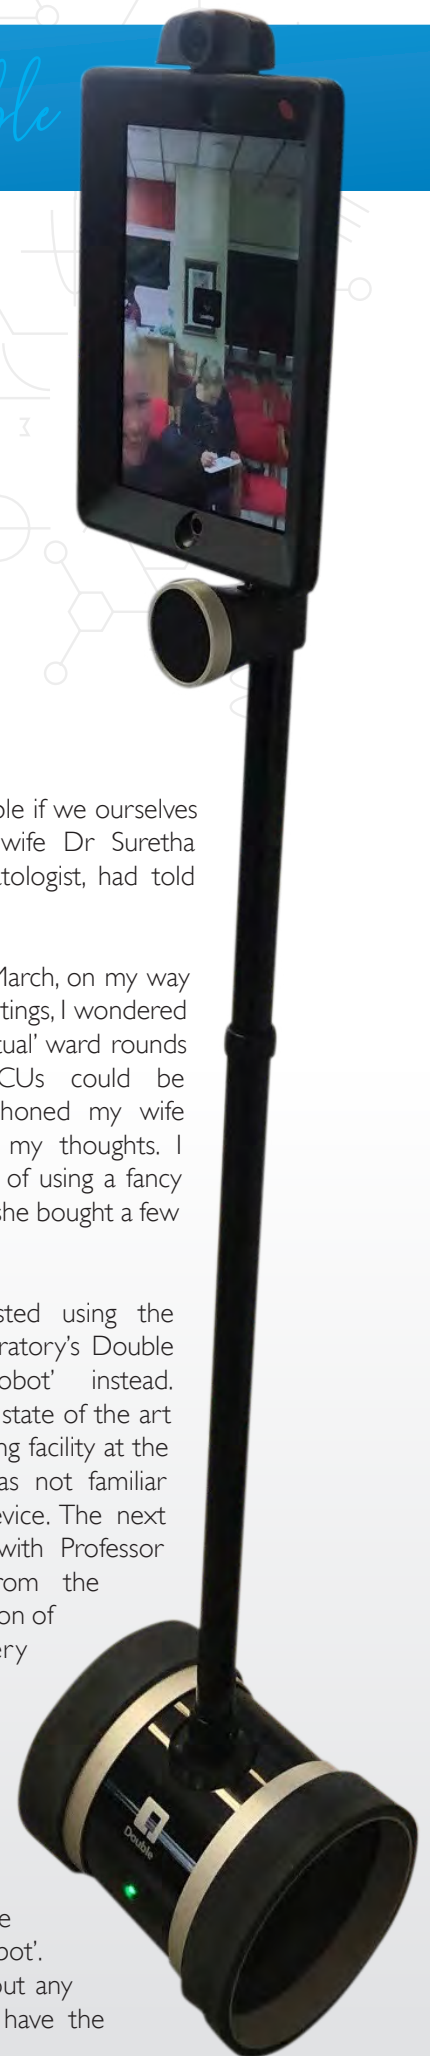 ble
ble if we ourselves
wife Dr Suretha
atologist, had told
March, on my way
tings, I wondered
tual' ward rounds
CUs could be
honed my wife
my thoughts. I
of using a fancy
she bought a few
sted using the
ratory's Double
obot' instead.
state of the art
ng facility at the
as not familiar
evice. The next
with Professor
rom the
on of
ery
Double
e
bot'.
out any
have the